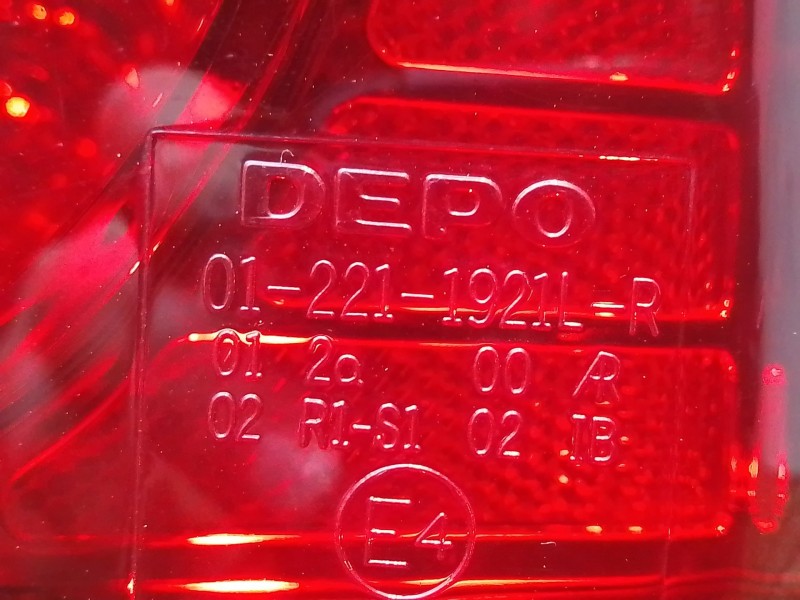 DEPO
01-221-1921L-R
01 2a 00 AR
02 R1-S1 02 IB
E4